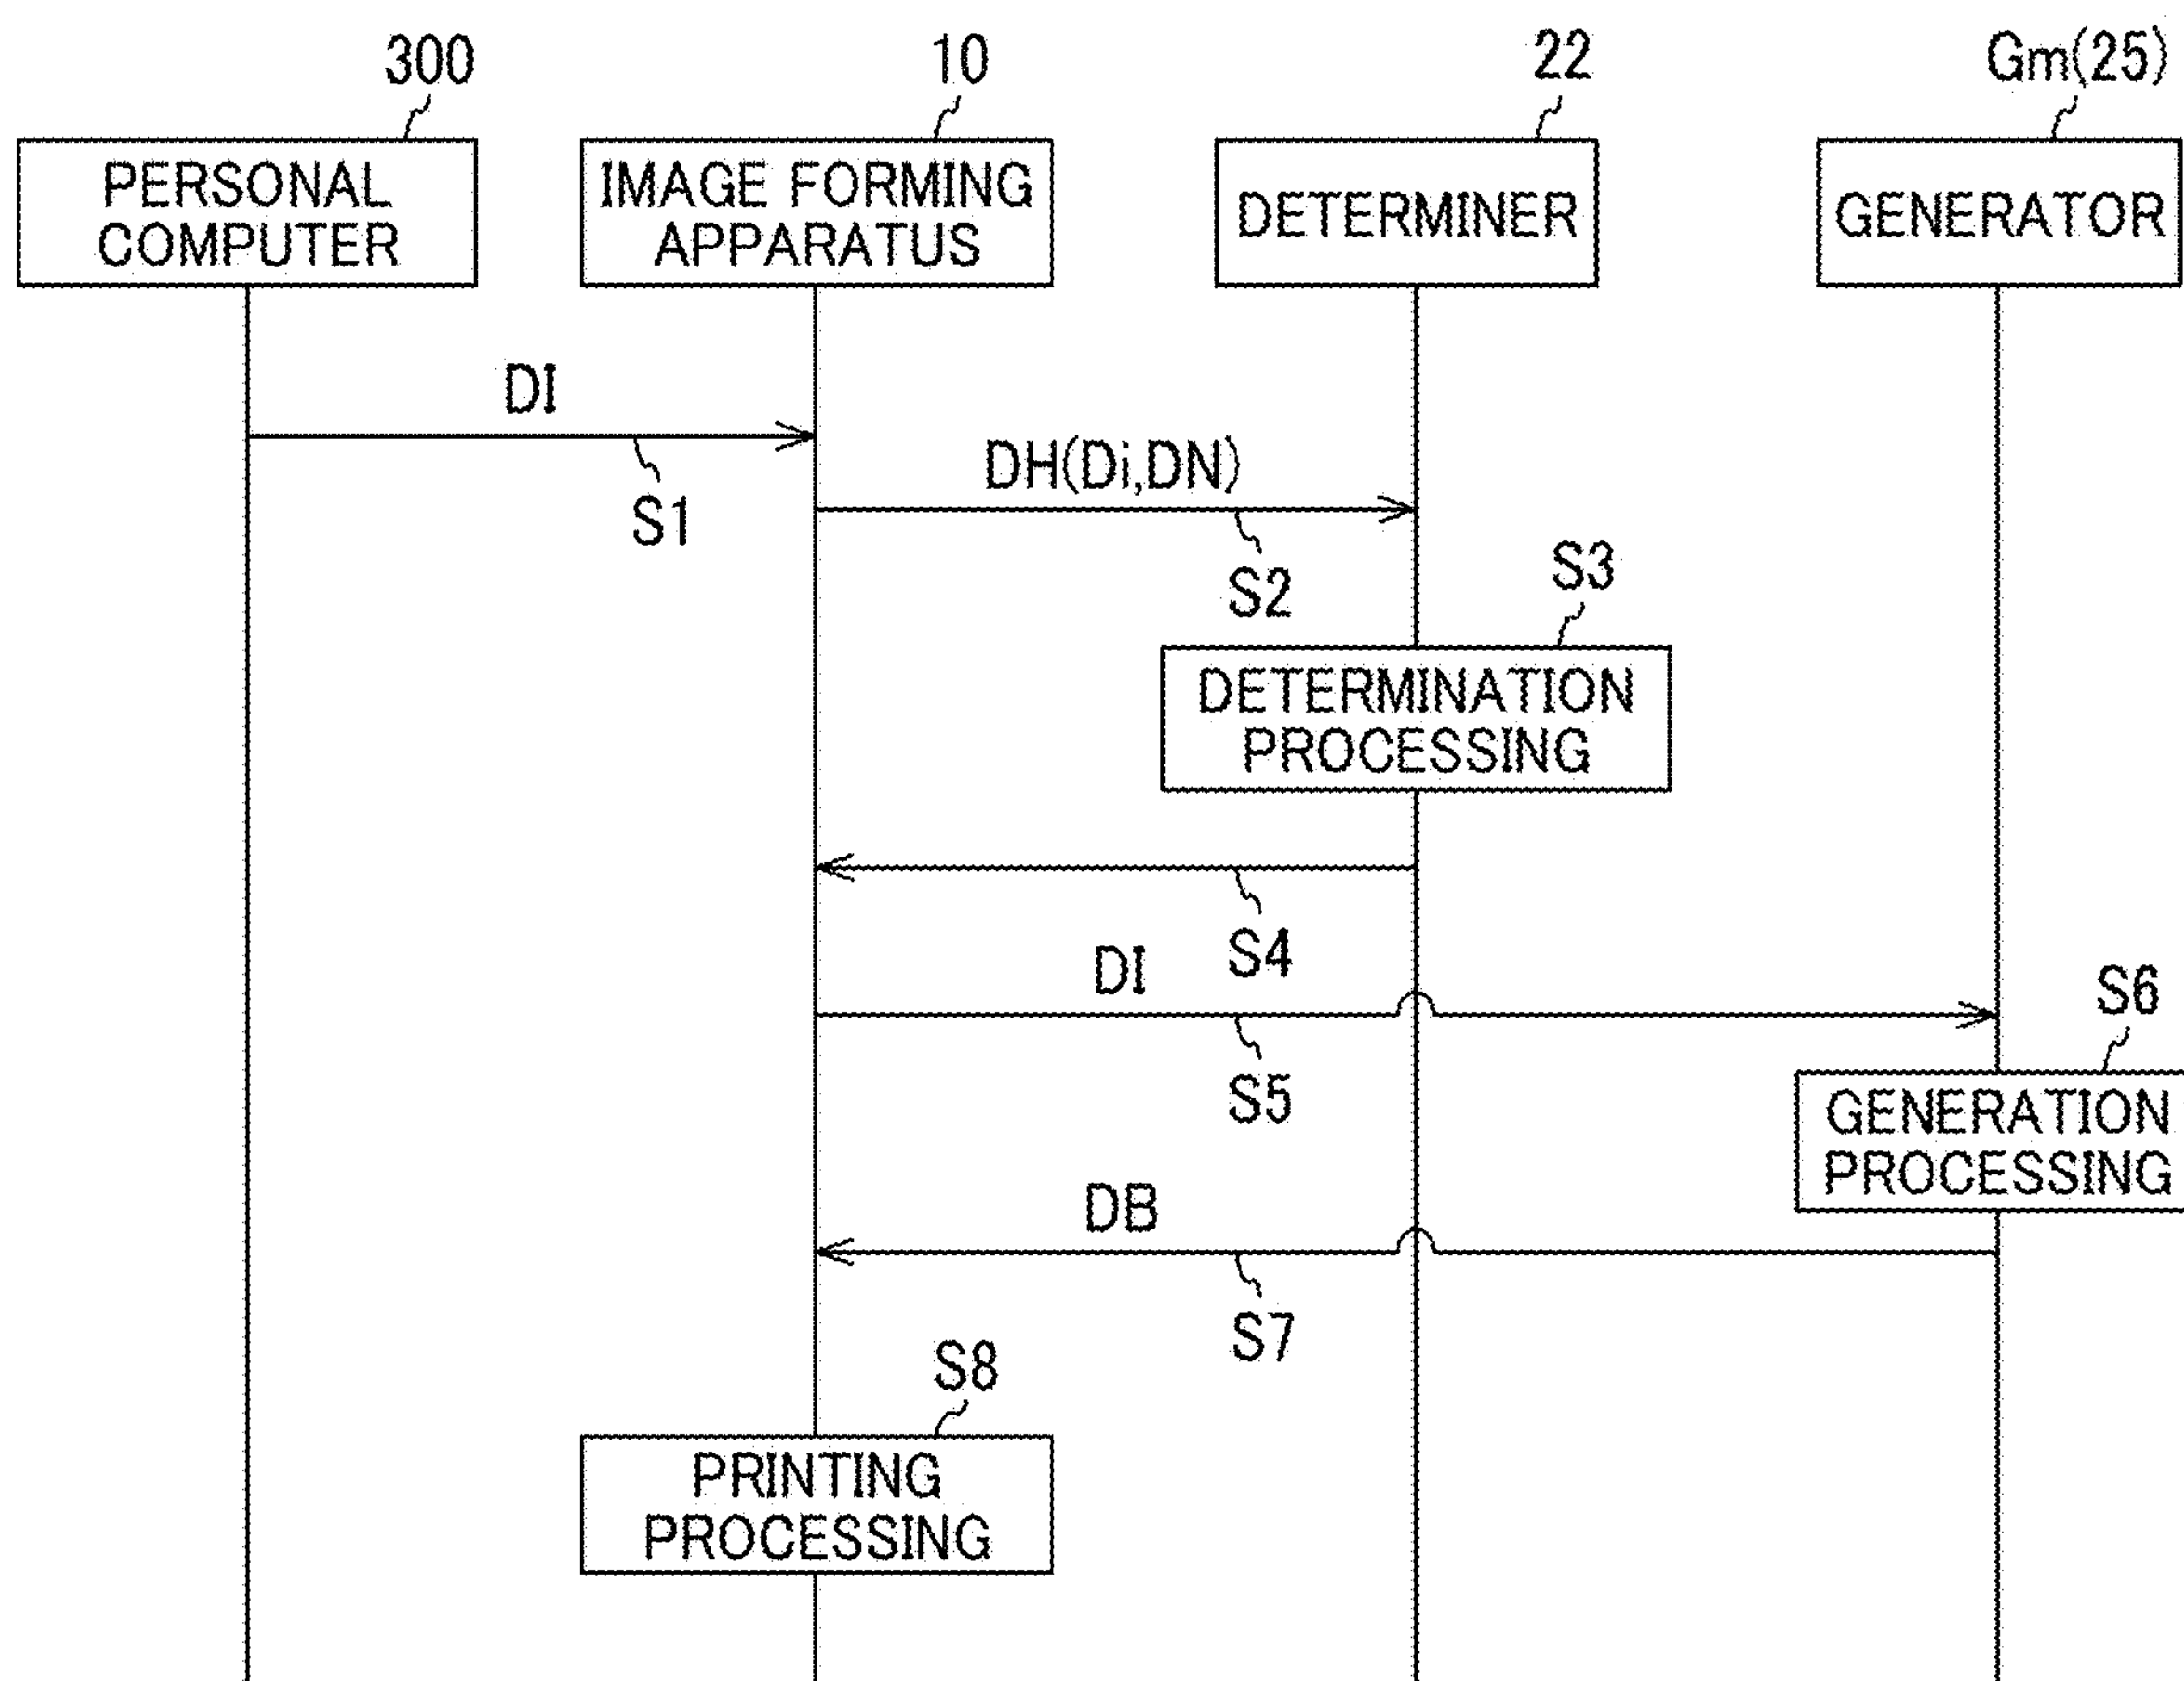 300
10
22
Gm(25)
PERSONAL
COMPUTER
IMAGE FORMING
APPARATUS
DETERMINER
GENERATOR
DI
S1
DH(Di,DN)
S2
S3
DETERMINATION
PROCESSING
S4
DI
S5
S6
GENERATION
PROCESSING
DB
S7
S8
PRINTING
PROCESSING